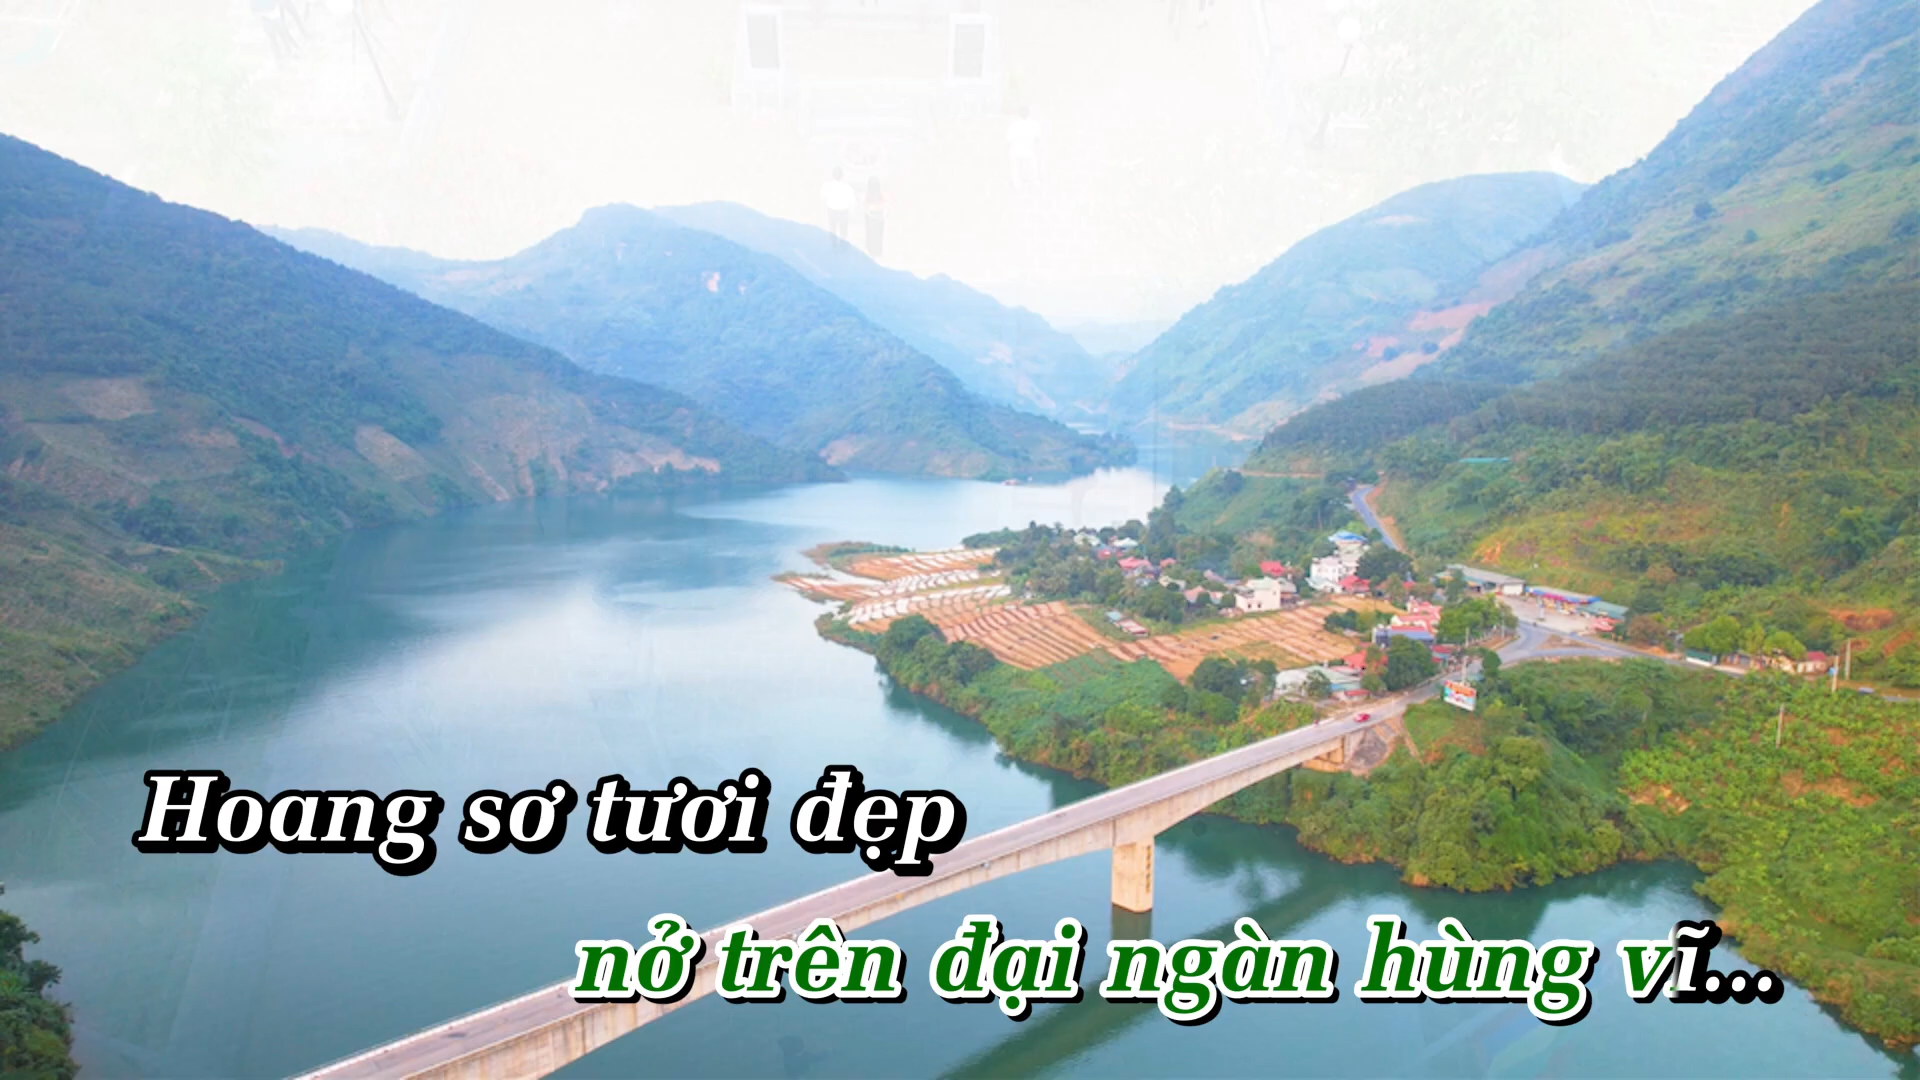 Hoang sơ tươi đẹp
nở trên đại ngàn hùng vĩ...